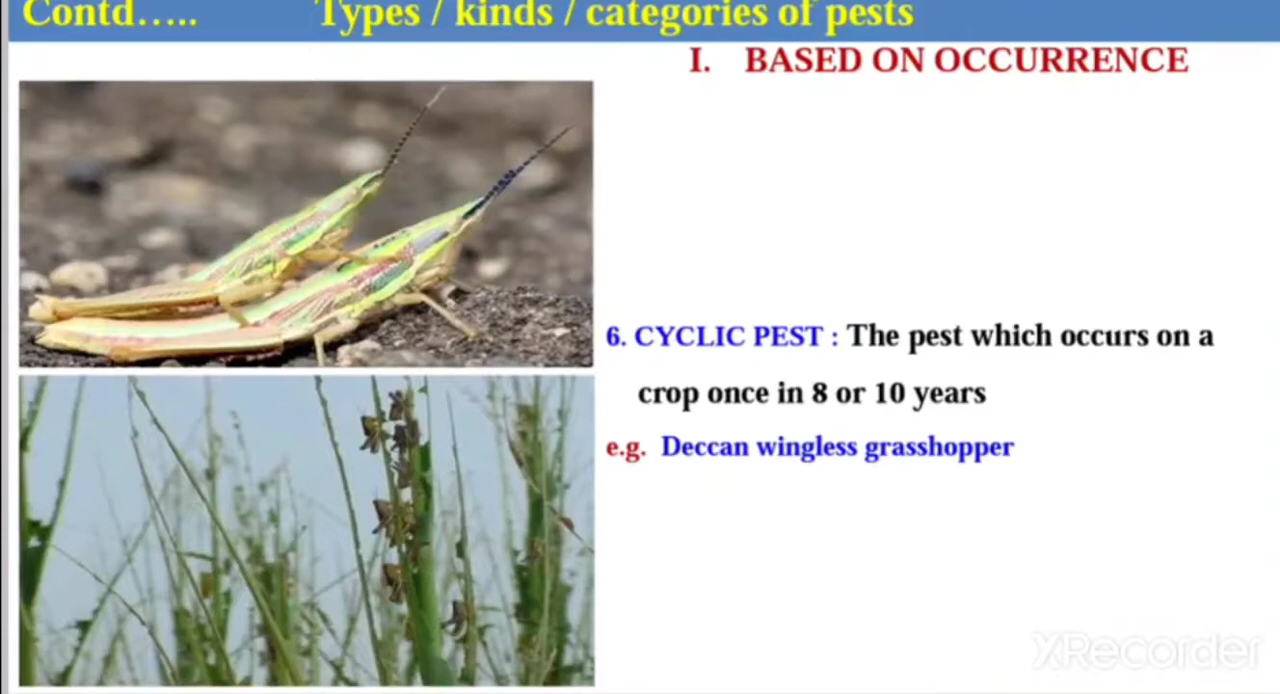 Contd….. Types / kinds / categories of pests
I. BASED ON OCCURRENCE
6. CYCLIC PEST : The pest which occurs on a
crop once in 8 or 10 years
e.g. Deccan wingless grasshopper
XRecorder